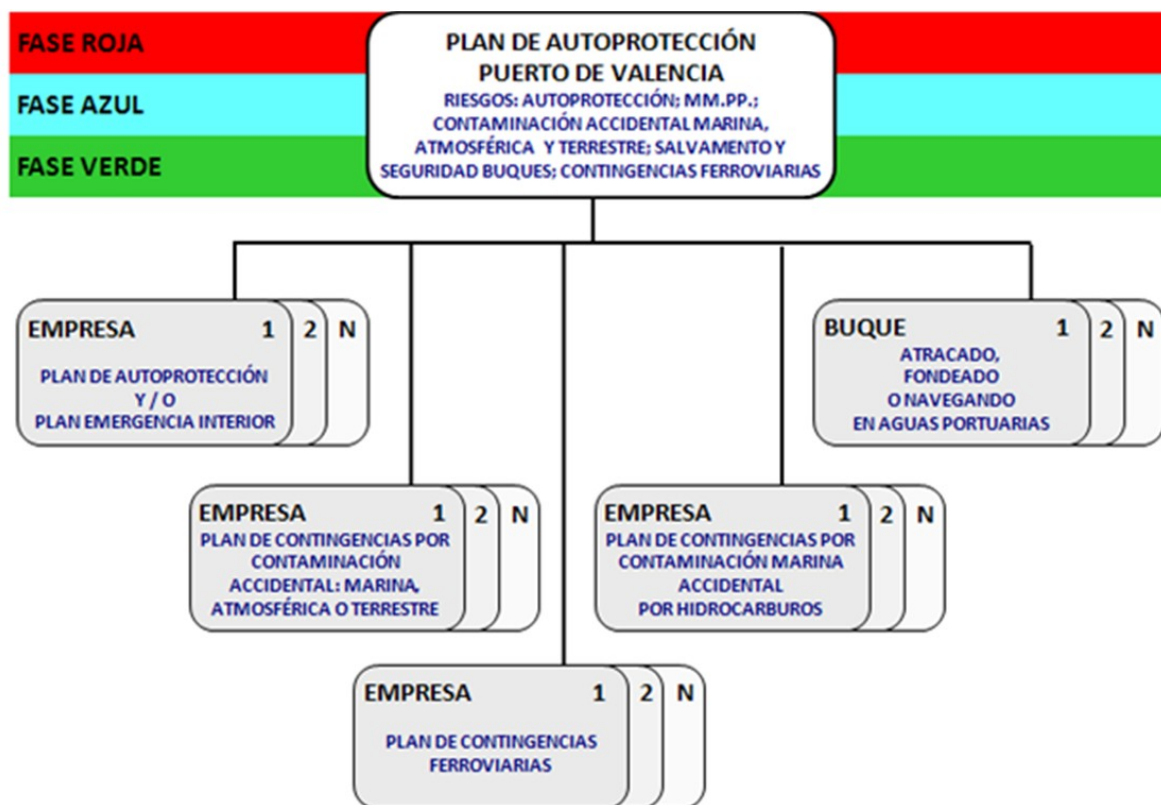 FASE ROJA
FASE AZUL
FASE VERDE
PLAN DE AUTOPROTECCIÓN
PUERTO DE VALENCIA
RIESGOS: AUTOPROTECCIÓN; MM.PP.;
CONTAMINACIÓN ACCIDENTAL MARINA,
ATMOSFÉRICA Y TERRESTRE; SALVAMENTO Y
SEGURIDAD BUQUES; CONTINGENCIAS FERROVIARIAS
EMPRESA 1 2 N
PLAN DE AUTOPROTECCIÓN
Y / O
PLAN EMERGENCIA INTERIOR
BUQUE 1 2 N
ATRACADO,
FONDEADO
O NAVEGANDO
EN AGUAS PORTUARIAS
EMPRESA 1 2 N
PLAN DE CONTINGENCIAS POR
CONTAMINACIÓN
ACCIDENTAL: MARINA,
ATMOSFÉRICA O TERRESTRE
EMPRESA 1 2 N
PLAN DE CONTINGENCIAS POR
CONTAMINACIÓN MARINA
ACCIDENTAL
POR HIDROCARBUROS
EMPRESA 1 2 N
PLAN DE CONTINGENCIAS
FERROVIARIAS